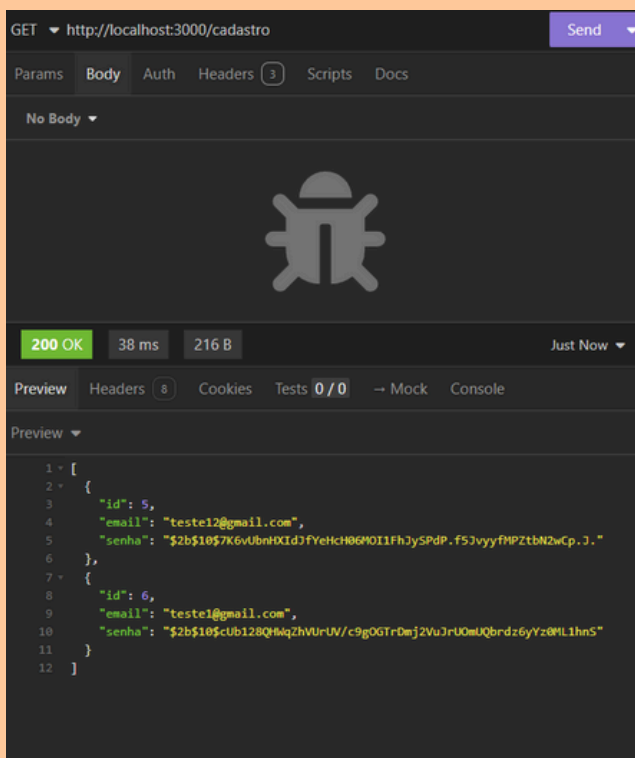 GET http://localhost:3000/cadastro Send
Params Body Auth Headers 3 Scripts Docs
No Body
200 OK 38 ms 216 B Just Now
Preview Headers 8 Cookies Tests 0 / 0 → Mock Console
Preview
1 [
2 {
3 "id": 5,
4 "email": "teste12@gmail.com",
5 "senha": "$2b$10$7K6vUbnHXIdJfYeHcH06MOI1FhJySPdP.f5JvyyfMPZtbN2wCp.J."
6 },
7 {
8 "id": 6,
9 "email": "teste1@gmail.com",
10 "senha": "$2b$10$cUb128QHWqZhVUrUV/c9gOGTrDmj2VuJrUOmUQbrdz6yYz0ML1hnS"
11 }
12 ]